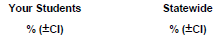 Your Students Statewide
% (±CI) % (±CI)